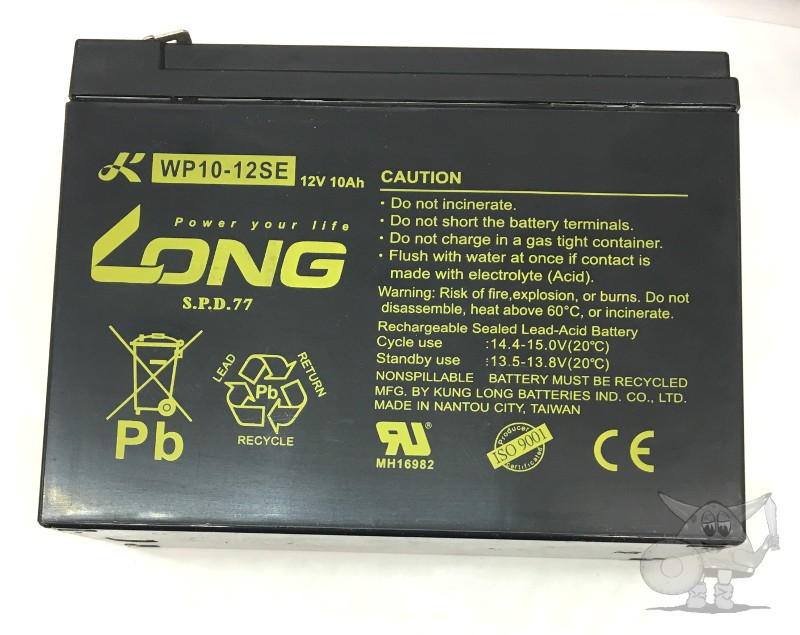 K WP10-12SE 12V 10Ah
Power your life
LONG
S.P.D.77
Pb
LEAD
RETURN
Pb
RECYCLE
CAUTION
• Do not incinerate.
• Do not short the battery terminals.
• Do not charge in a gas tight container.
• Flush with water at once if contact is
made with electrolyte (Acid).
Warning: Risk of fire,explosion, or burns. Do not
disassemble, heat above 60°C, or incinerate.
Rechargeable Sealed Lead-Acid Battery
Cycle use :14.4-15.0V(20°C)
Standby use :13.5-13.8V(20°C)
NONSPILLABLE BATTERY MUST BE RECYCLED
MFG. BY KUNG LONG BATTERIES IND. CO., LTD.
MADE IN NANTOU CITY, TAIWAN
RU®
MH16982
Producer
ISO 9001
certificated
CE